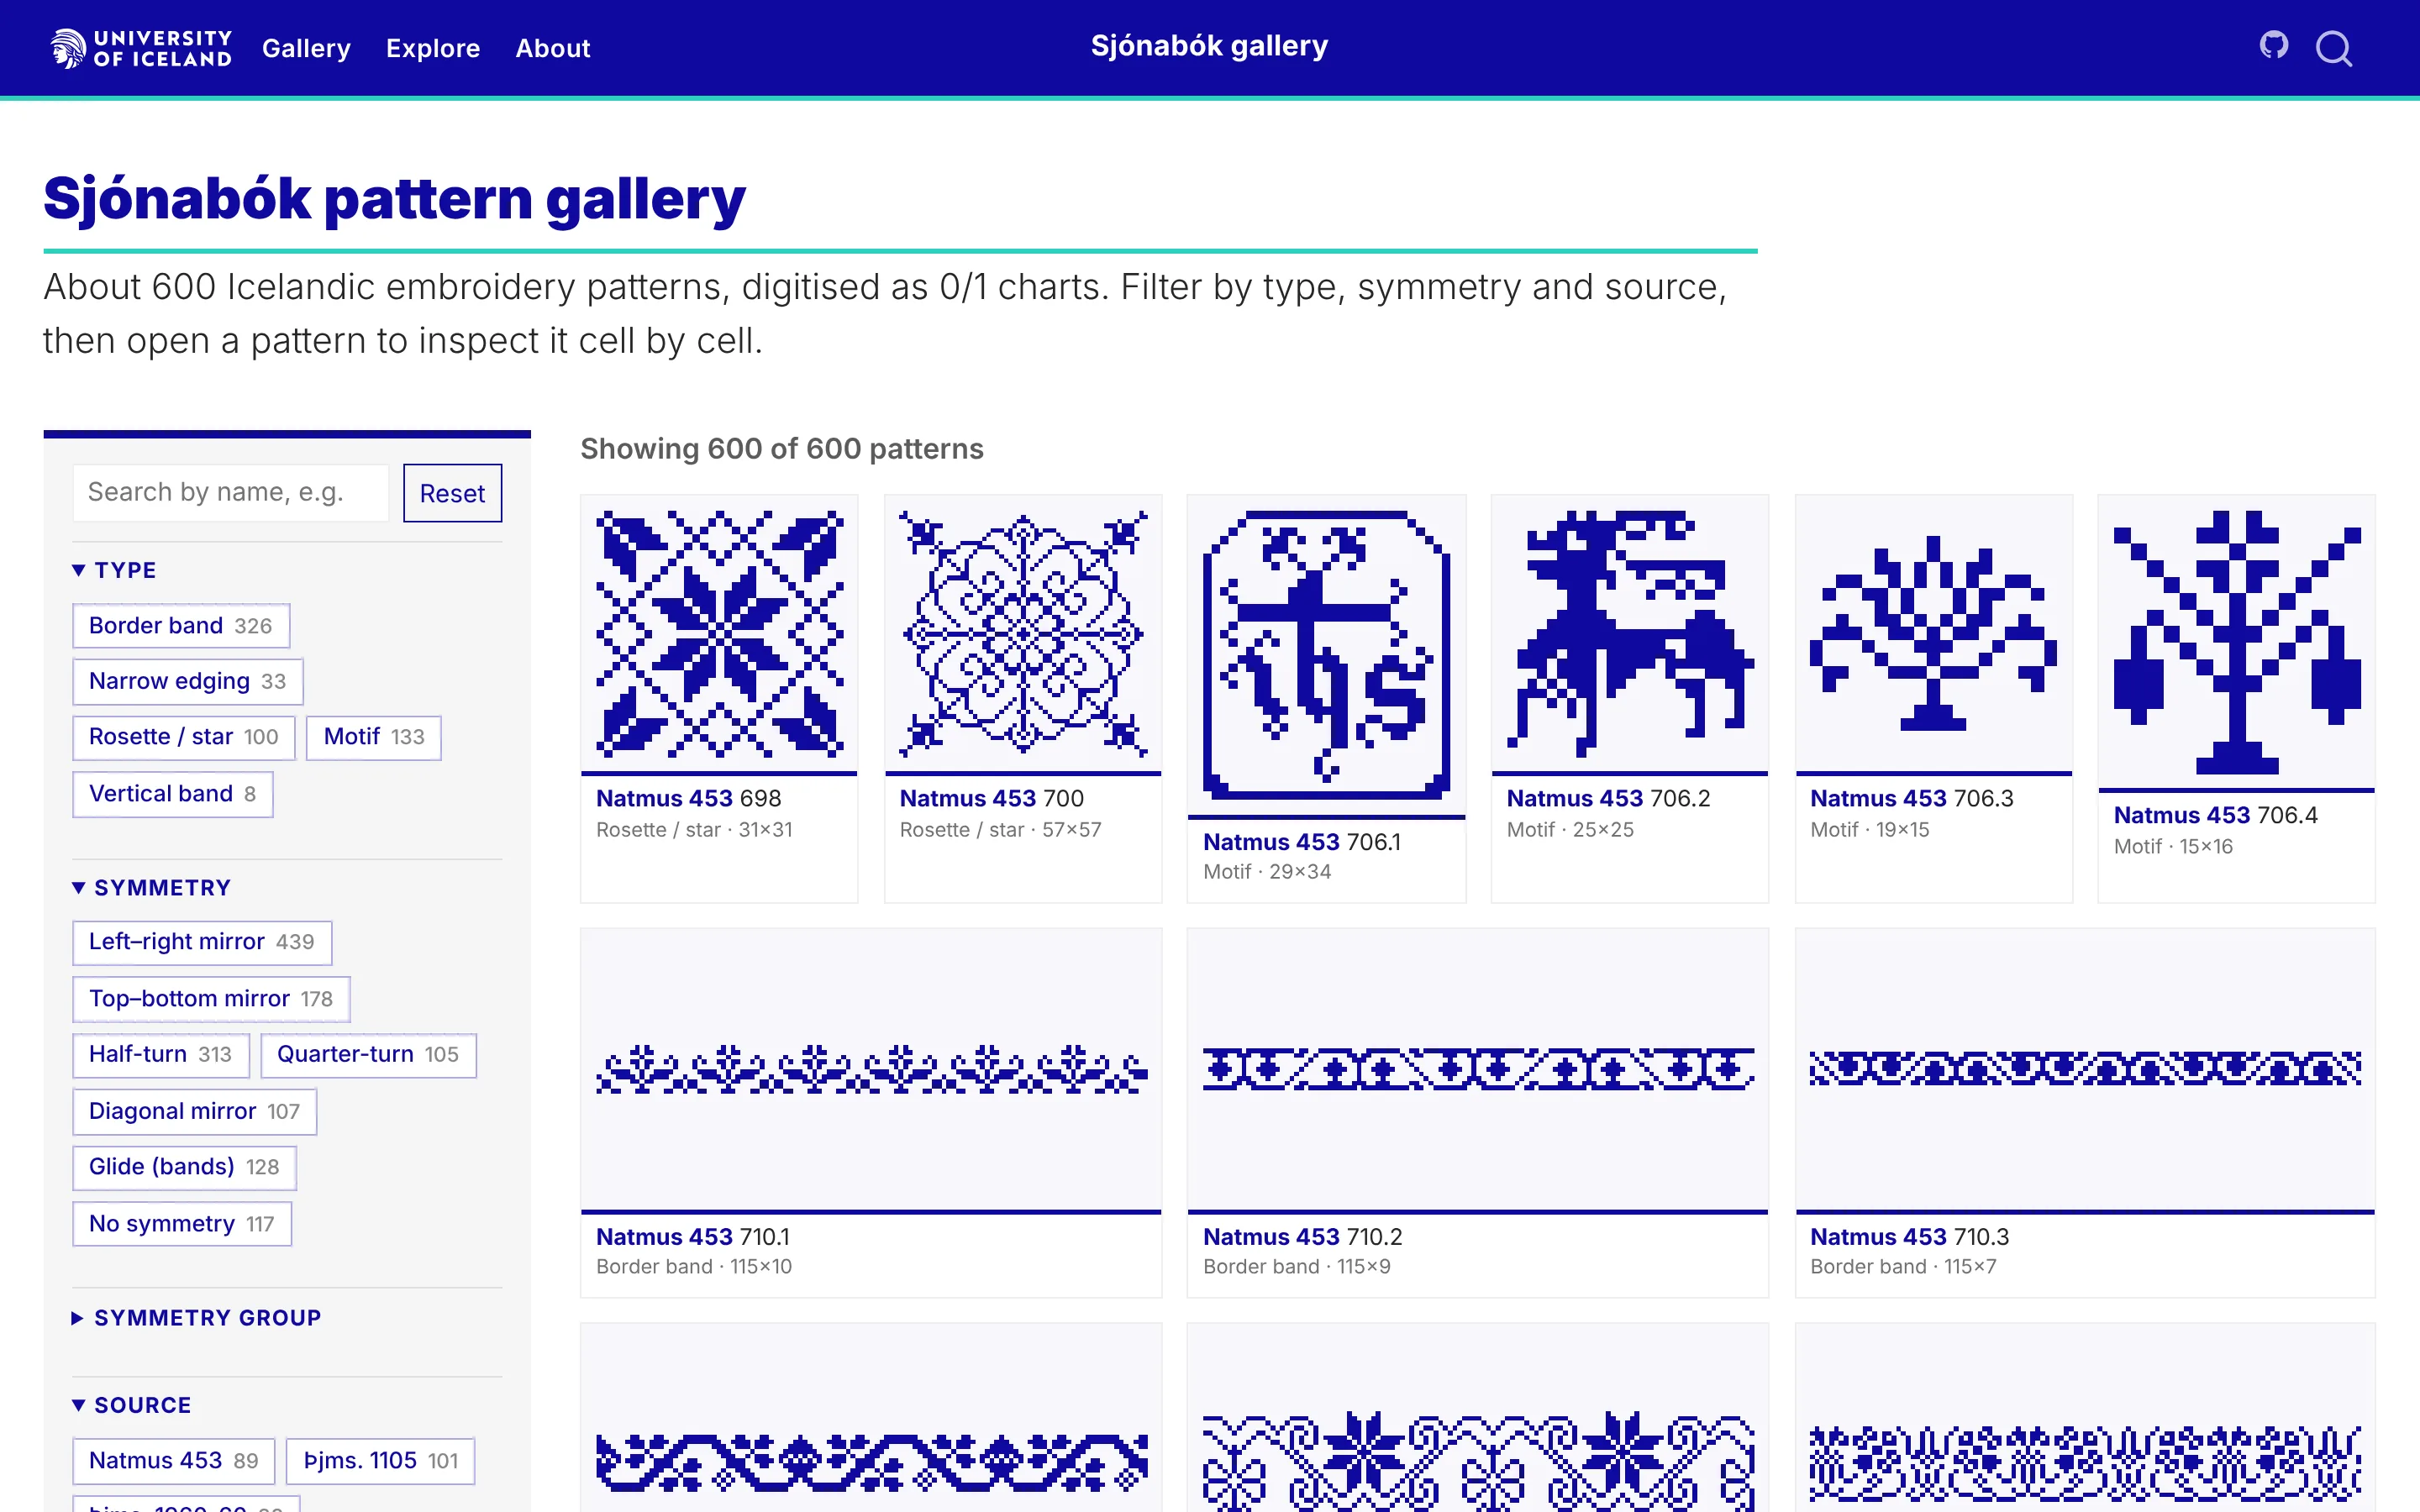 UNIVERSITY
OF ICELAND
Gallery
Explore
About
Sjónabók gallery
Sjónabók pattern gallery
About 600 Icelandic embroidery patterns, digitised as 0/1 charts. Filter by type, symmetry and source,
then open a pattern to inspect it cell by cell.
Search by name, e.g.
Reset
▼ TYPE
Border band 326
Narrow edging 33
Rosette / star 100
Motif 133
Vertical band 8
▼ SYMMETRY
Left–right mirror 439
Top–bottom mirror 178
Half-turn 313
Quarter-turn 105
Diagonal mirror 107
Glide (bands) 128
No symmetry 117
▶ SYMMETRY GROUP
▼ SOURCE
Natmus 453 89
Þjms. 1105 101
Showing 600 of 600 patterns
Natmus 453 698
Rosette / star · 31×31
Natmus 453 700
Rosette / star · 57×57
ihs
Natmus 453 706.1
Motif · 29×34
Natmus 453 706.2
Motif · 25×25
Natmus 453 706.3
Motif · 19×15
Natmus 453 706.4
Motif · 15×16
Natmus 453 710.1
Border band · 115×10
Natmus 453 710.2
Border band · 115×9
Natmus 453 710.3
Border band · 115×7